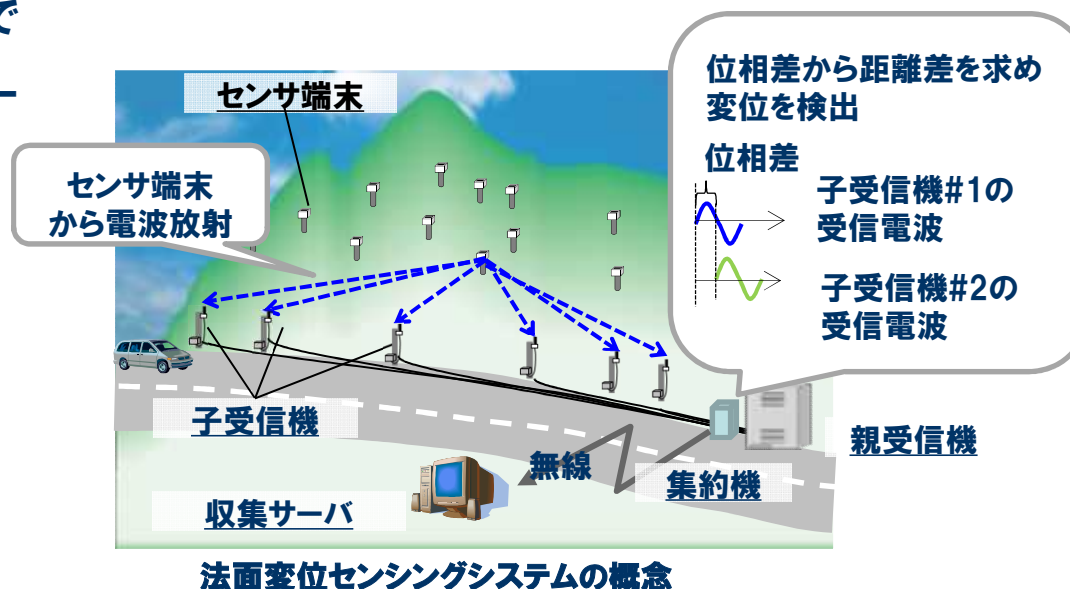 で
センサ端末
センサ端末
から電波放射
位相差から距離差を求め
変位を検出
位相差
子受信機#1の
受信電波
子受信機#2の
受信電波
子受信機
無線
集約機
親受信機
収集サーバ
法面変位センシングシステムの概念